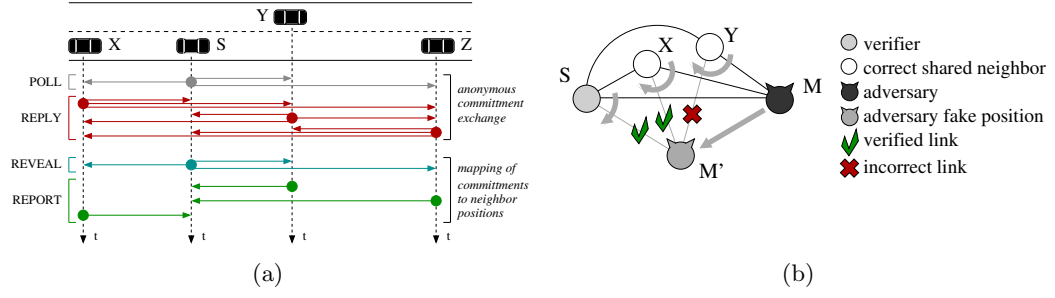 Y
X
S
Z
POLL
REPLY
anonymous
committment
exchange
REVEAL
REPORT
mapping of
committments
to neighbor
positions
t
t
t
t
(a)
S
X
Y
M
M'
verifier
correct shared neighbor
adversary
adversary fake position
verified link
incorrect link
(b)